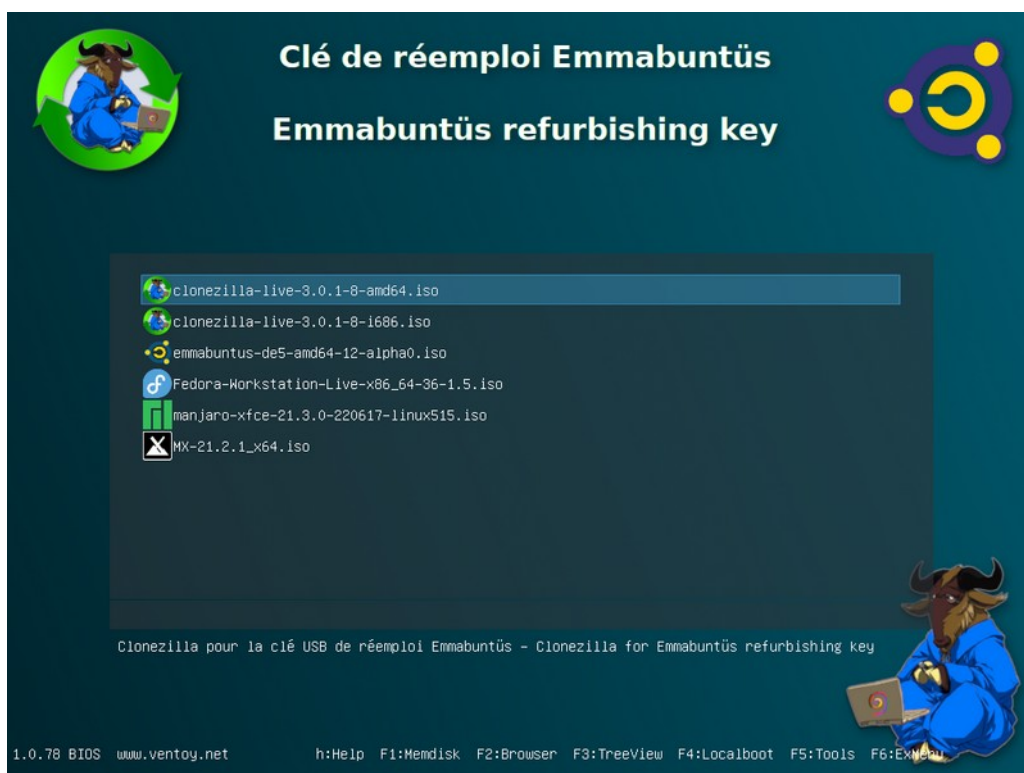 Clé de réemploi Emmabuntüs
Emmabuntüs refurbishing key
clonezilla-live-3.0.1-8-amd64.iso
clonezilla-live-3.0.1-8-i686.iso
emmabuntus-de5-amd64-12-alpha0.iso
Fedora-Workstation-Live-x86_64-36-1.5.iso
manjaro-xfce-21.3.0-220617-linux515.iso
MX-21.2.1_x64.iso
Clonezilla pour la clé USB de réemploi Emmabuntüs - Clonezilla for Emmabuntüs refurbishing key
1.0.78 BIOS www.ventoy.net h:Help F1:Memdisk F2:Browser F3:TreeView F4:Localboot F5:Tools F6:ExMenu